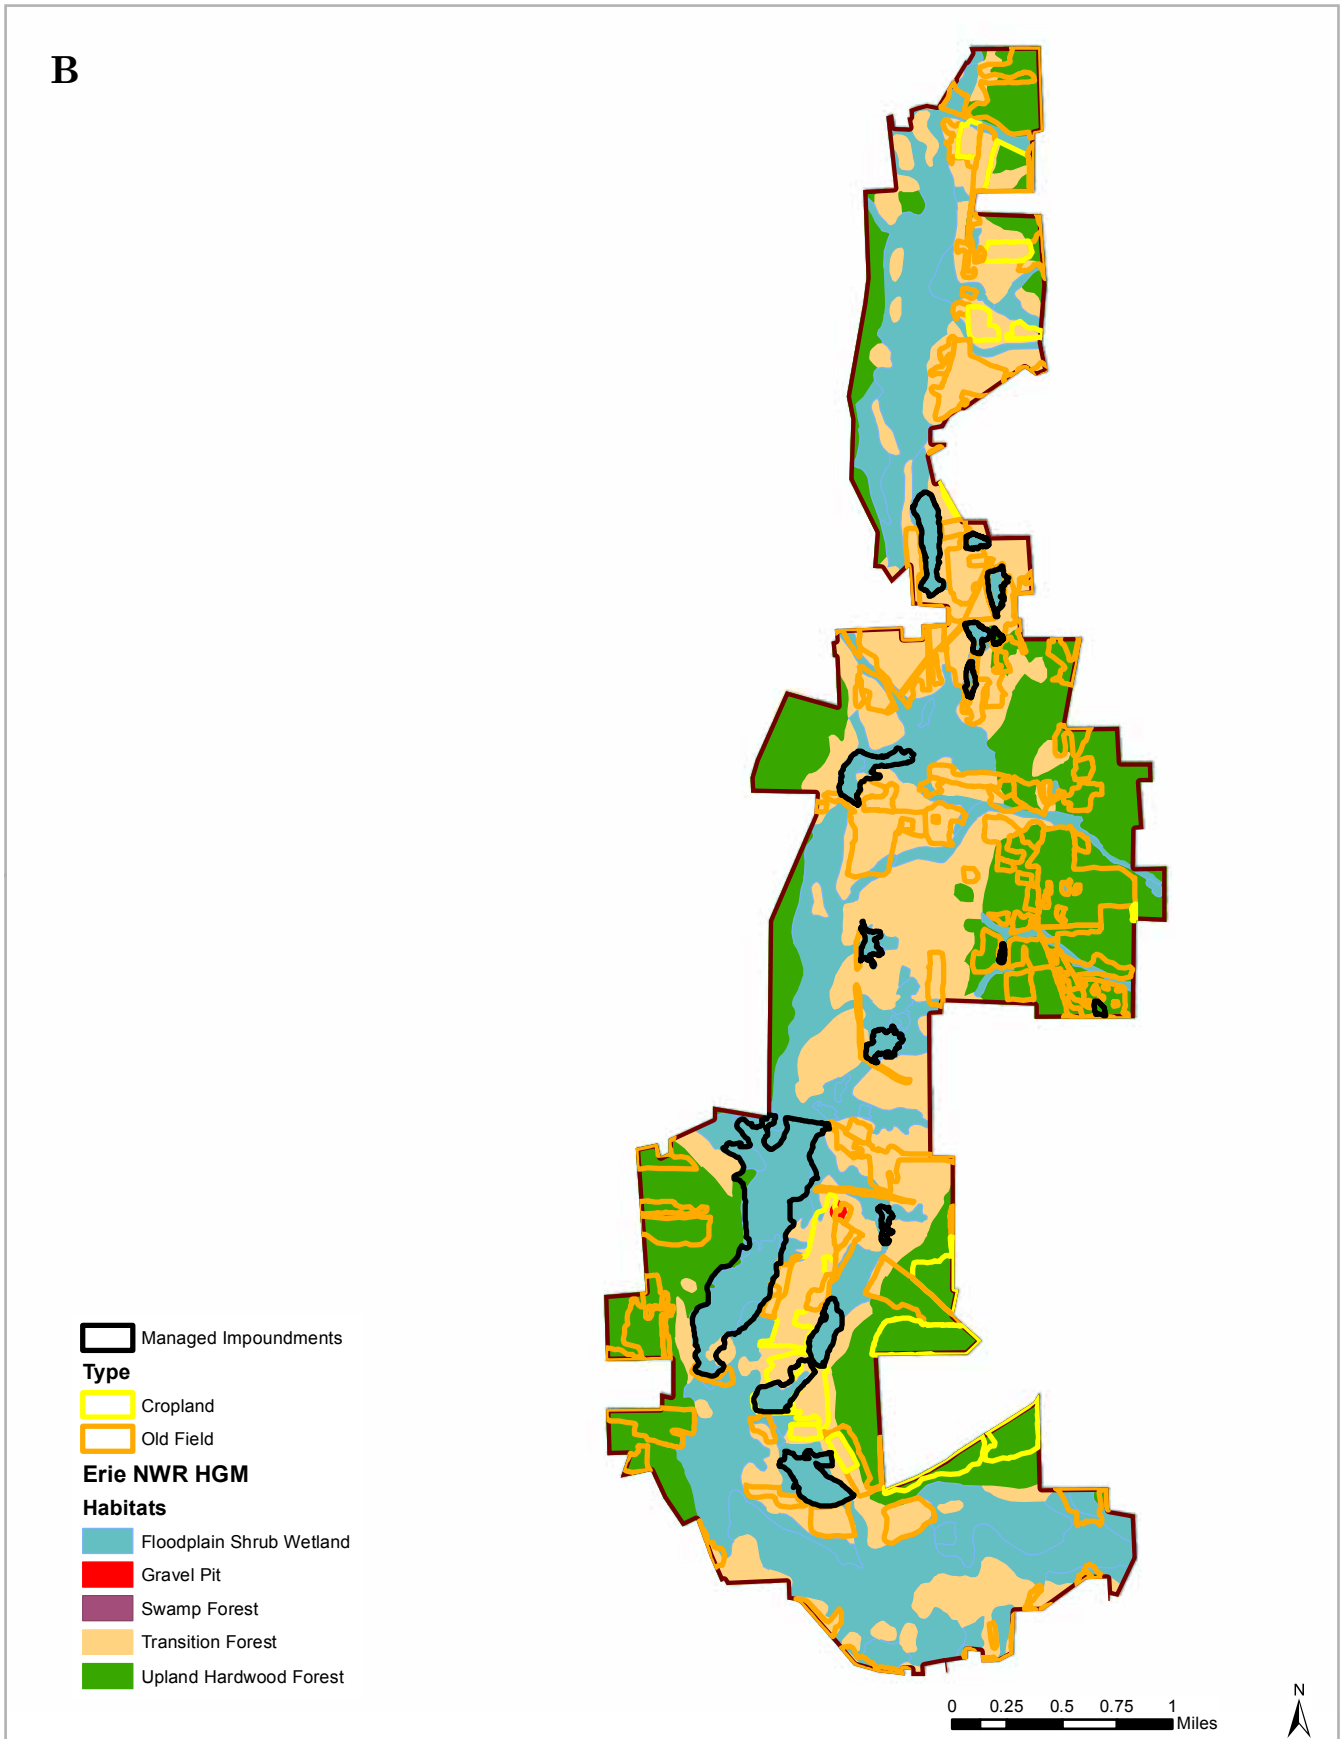 B
Managed Impoundments
Type
Cropland
Old Field
Erie NWR HGM
Habitats
Floodplain Shrub Wetland
Gravel Pit
Swamp Forest
Transition Forest
Upland Hardwood Forest
0 0.25 0.5 0.75 1
Miles
N